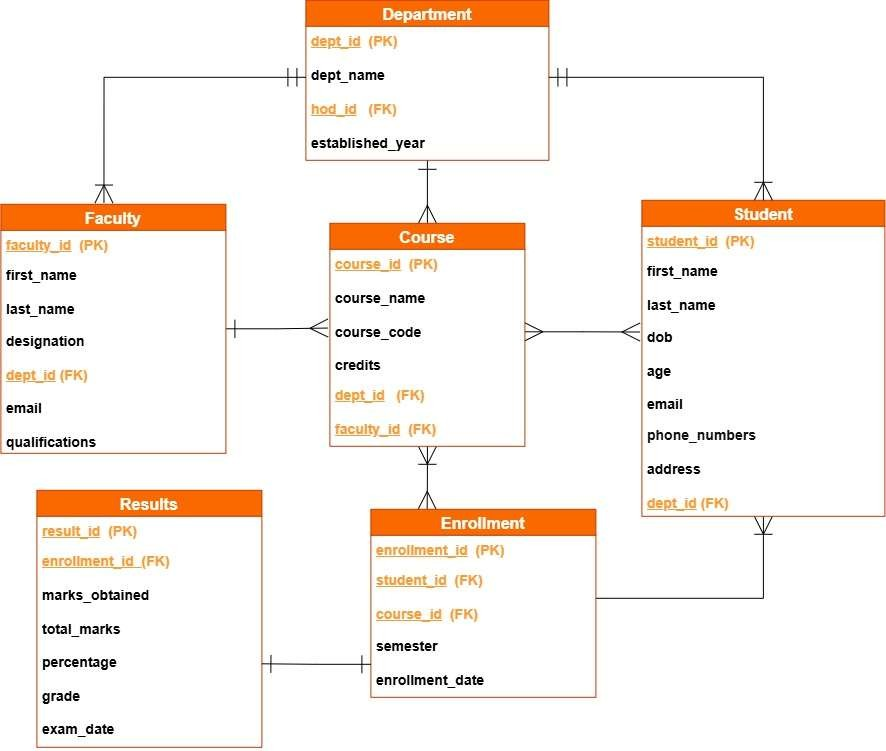 Department
dept_id (PK)
dept_name
hod_id (FK)
established_year
Faculty
faculty_id (PK)
first_name
last_name
designation
dept_id (FK)
email
qualifications
Course
course_id (PK)
course_name
course_code
credits
dept_id (FK)
faculty_id (FK)
Student
student_id (PK)
first_name
last_name
dob
age
email
phone_numbers
address
dept_id (FK)
Results
result_id (PK)
enrollment_id (FK)
marks_obtained
total_marks
percentage
grade
exam_date
Enrollment
enrollment_id (PK)
student_id (FK)
course_id (FK)
semester
enrollment_date